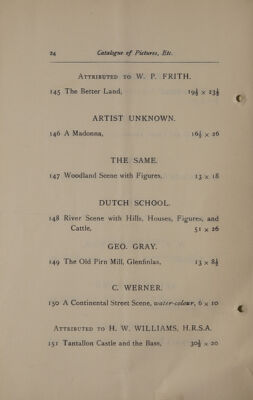 24 Catalogue of Pictures, Etc.
ATTRIBUTED TO W. P. FRITH.
145 The Better Land, 19½ × 23½
ARTIST UNKNOWN.
146 A Madonna, 16½ × 26
THE SAME.
147 Woodland Scene with Figures, 13 × 18
DUTCH SCHOOL.
148 River Scene with Hills, Houses, Figures, and
Cattle, 51 × 26
GEO. GRAY.
149 The Old Pirn Mill, Glenfinlas, 13 × 8½
C. WERNER.
150 A Continental Street Scene, water-colour, 6 × 10
ATTRIBUTED TO H. W. WILLIAMS, H.R.S.A.
151 Tantallon Castle and the Bass, 30½ × 20